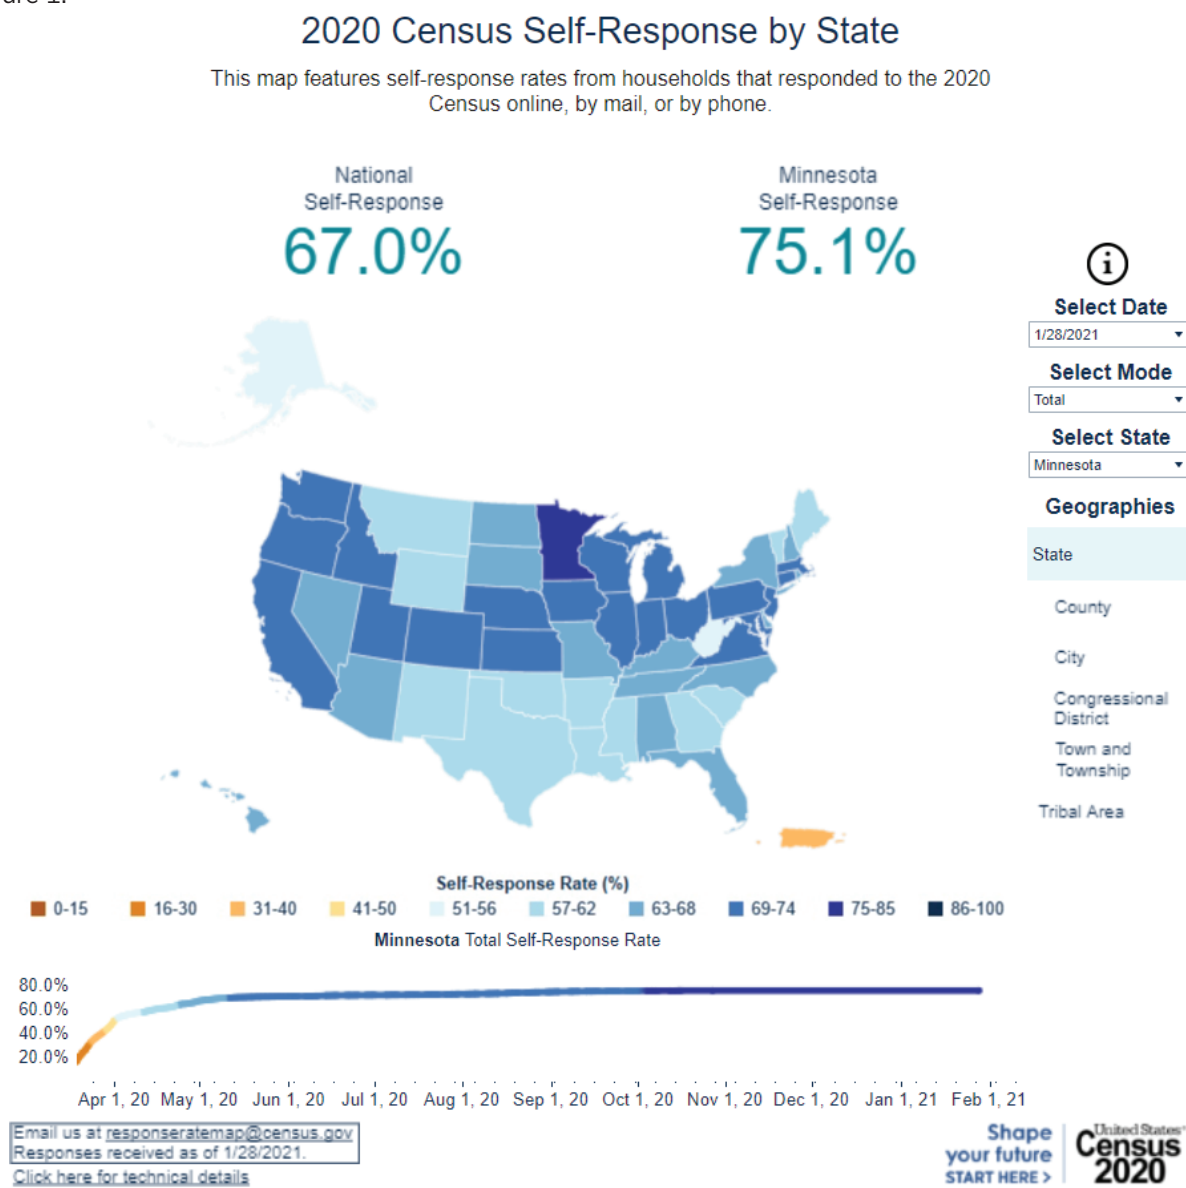 2020 Census Self-Response by State
This map features self-response rates from households that responded to the 2020
Census online, by mail, or by phone.
National
Self-Response
67.0%
Minnesota
Self-Response
75.1%
i
Select Date
1/28/2021
Select Mode
Total
Select State
Minnesota
Geographies
State
County
City
Congressional
District
Town and
Township
Tribal Area
Self-Response Rate (%)
0-15 16-30 31-40 41-50 51-56 57-62 63-68 69-74 75-85 86-100
Minnesota Total Self-Response Rate
80.0%
60.0%
40.0%
20.0%
Apr 1, 20 May 1, 20 Jun 1, 20 Jul 1, 20 Aug 1, 20 Sep 1, 20 Oct 1, 20 Nov 1, 20 Dec 1, 20 Jan 1, 21 Feb 1, 21
Email us at responseratemap@census.gov
Responses received as of 1/28/2021.
Click here for technical details
Shape
your future
START HERE >
United States®
Census
2020